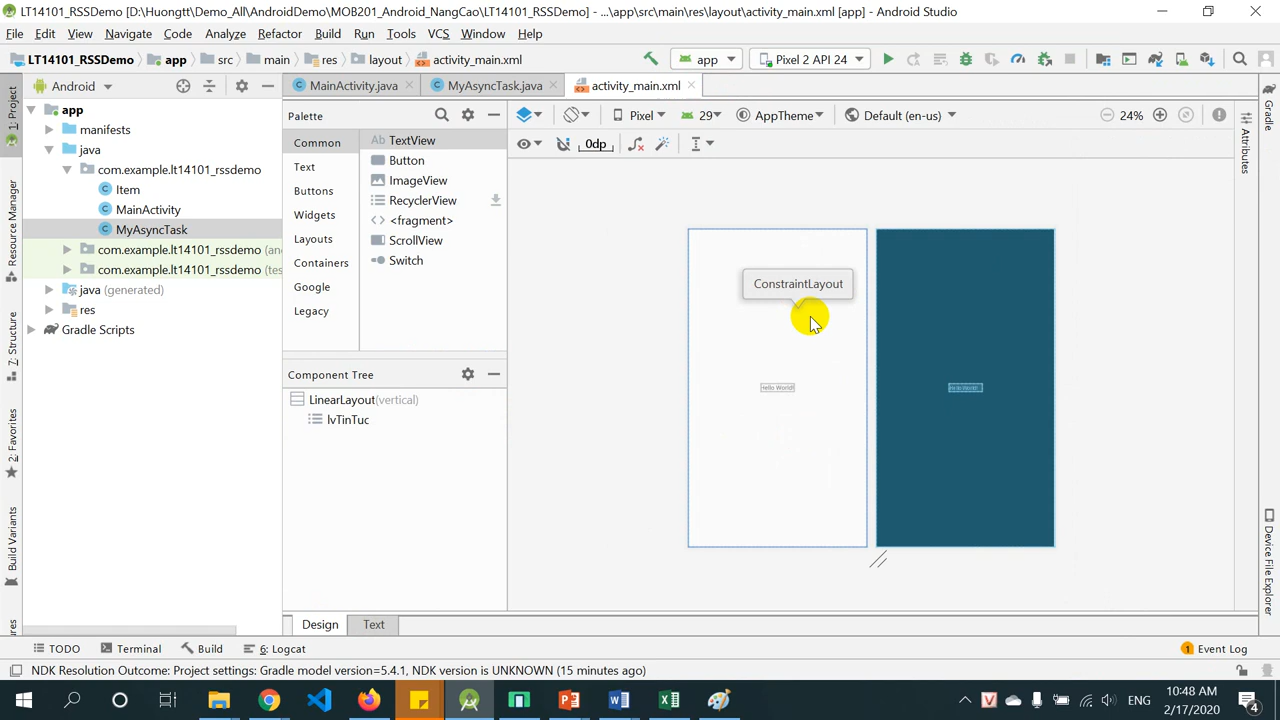 LT14101_RSSDemo [D:\Huongtt\Demo_All\AndroidDemo\MOB201_Android_NangCao\LT14101_RSSDemo] - ...\app\src\main\res\layout\activity_main.xml [app] - Android Studio
File Edit View Navigate Code Analyze Refactor Build Run Tools VCS Window Help
LT14101_RSSDemo app src main res layout activity_main.xml app Pixel 2 API 24
Android MainActivity.java MyAsyncTask.java activity_main.xml
1: Project
Resource Manager
7: Structure
2: Favorites
Build Variants
app
manifests
java
com.example.lt14101_rssdemo
Item
MainActivity
MyAsyncTask
com.example.lt14101_rssdemo (an
com.example.lt14101_rssdemo (tes
java (generated)
res
Gradle Scripts
Palette
Common
Text
Buttons
Widgets
Layouts
Containers
Google
Legacy
Ab TextView
Button
ImageView
RecyclerView
<fragment>
ScrollView
Switch
Component Tree
LinearLayout(vertical)
lvTinTuc
Pixel 29 AppTheme Default (en-us) 24%
0dp
ConstraintLayout
Hello World!
Hello World!
Gradle
Attributes
Device File Explorer
Design Text
TODO Terminal Build 6: Logcat 1 Event Log
NDK Resolution Outcome: Project settings: Gradle model version=5.4.1, NDK version is UNKNOWN (15 minutes ago)
ENG
10:48 AM
2/17/2020
4